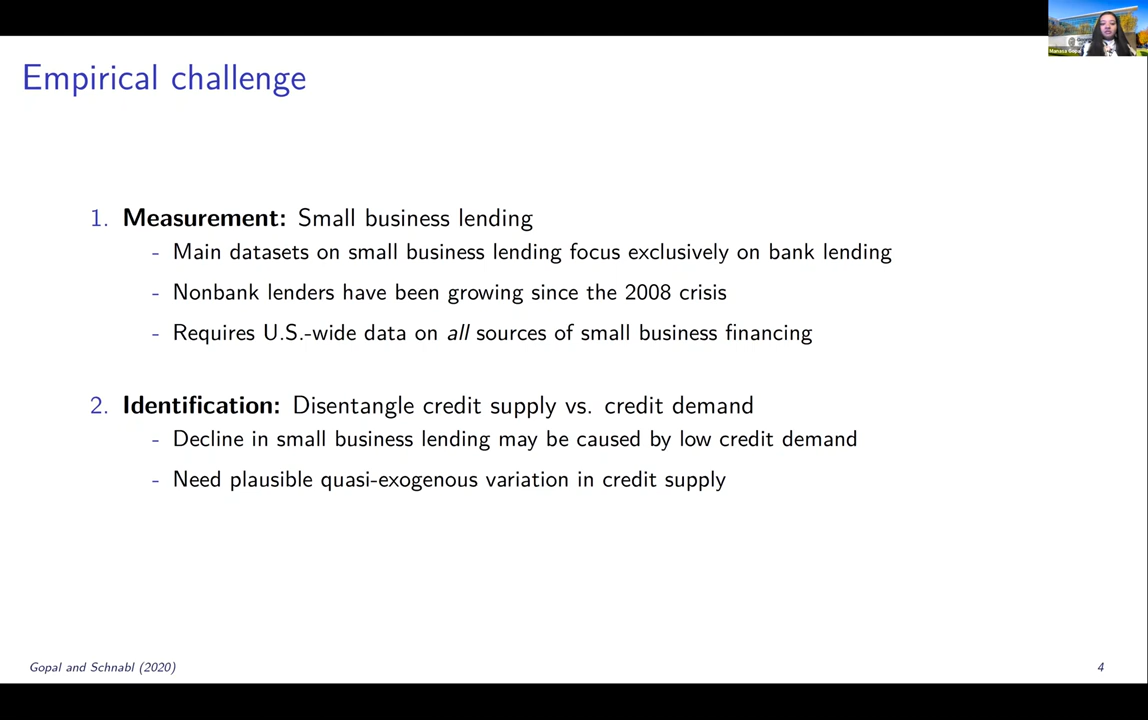 Manasa Gopal
Empirical challenge
1. Measurement: Small business lending
- Main datasets on small business lending focus exclusively on bank lending
- Nonbank lenders have been growing since the 2008 crisis
- Requires U.S.-wide data on all sources of small business financing
2. Identification: Disentangle credit supply vs. credit demand
- Decline in small business lending may be caused by low credit demand
- Need plausible quasi-exogenous variation in credit supply
Gopal and Schnabl (2020)
4